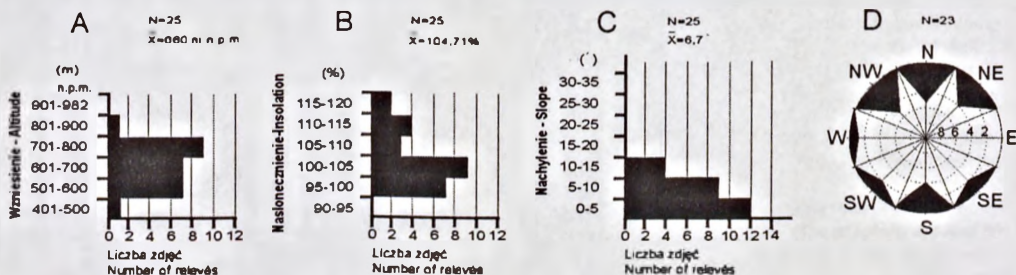 A
N=25
X=660 m n.p.m
(m)
n.p.m.
Wzniesienie - Altitude
901-982
801-900
701-800
601-700
501-600
401-500
0 2 4 6 8 10 12
Liczba zdjęć
Number of relevés
B
N=25
X=104,71%
(%)
Nasłonecznienie-Insolation
115-120
110-115
105-110
100-105
95-100
90-95
0 2 4 6 8 10 12
Liczba zdjęć
Number of relevés
C
N=25
X=6,7
(°)
Nachylenie - Slope
30-35
25-30
20-25
15-20
10-15
5-10
0-5
0 2 4 6 8 10 12 14
Liczba zdjęć
Number of relevés
D
N=23
N
NW NE
W 8 6 4 2 E
SW SE
S